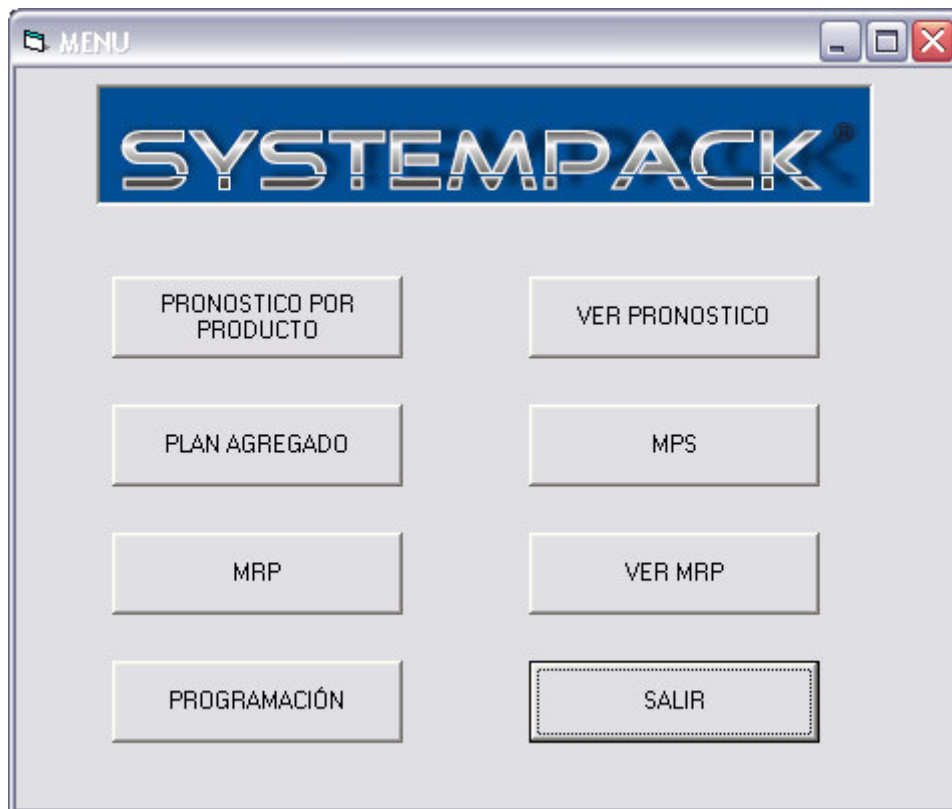 MENU
SYSTEMPACK®
PRONOSTICO POR
PRODUCTO
VER PRONOSTICO
PLAN AGREGADO
MPS
MRP
VER MRP
PROGRAMACIÓN
SALIR